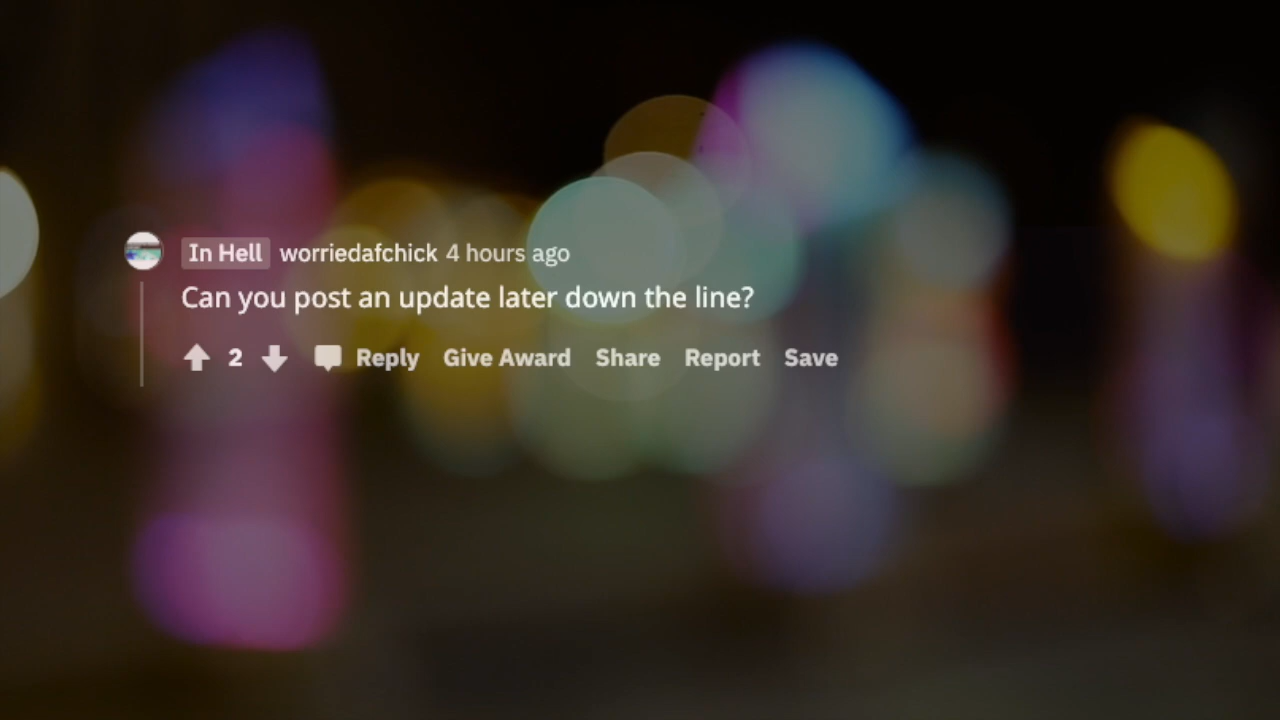 In Hell worriedafchick 4 hours ago
Can you post an update later down the line?
2 Reply Give Award Share Report Save